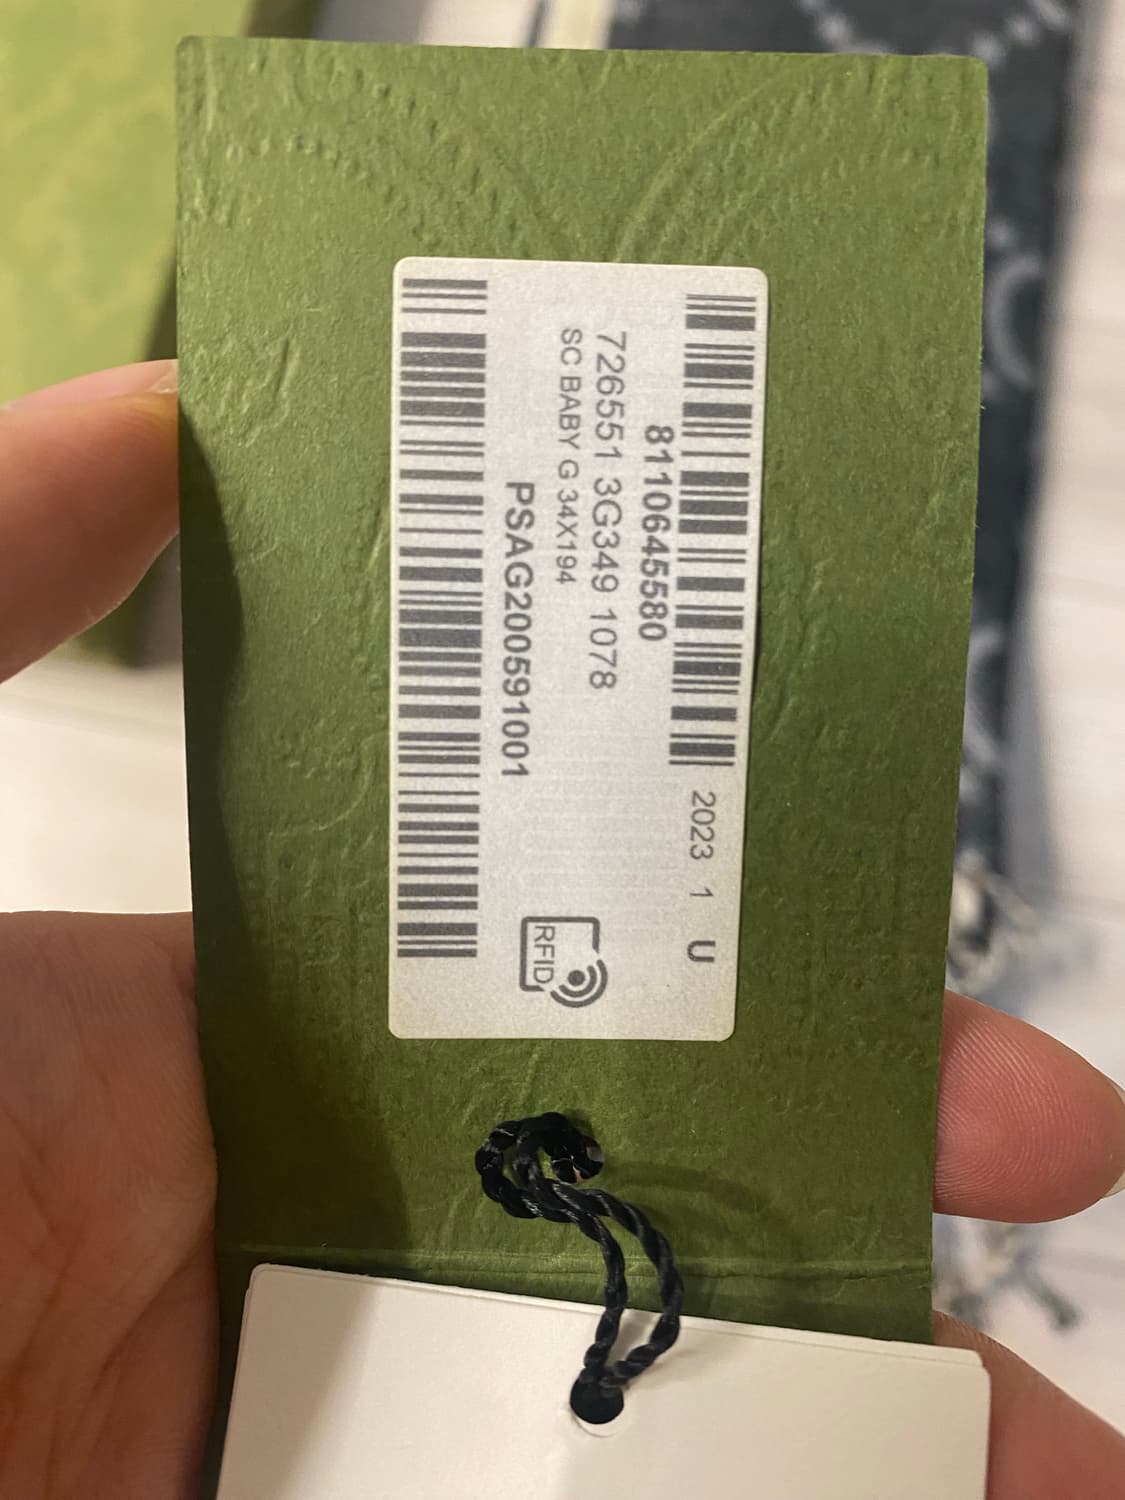 2023 1 U
8110645580
726551 3G349 1078
SC BABY G 34X194
PSAG200591001
RFID